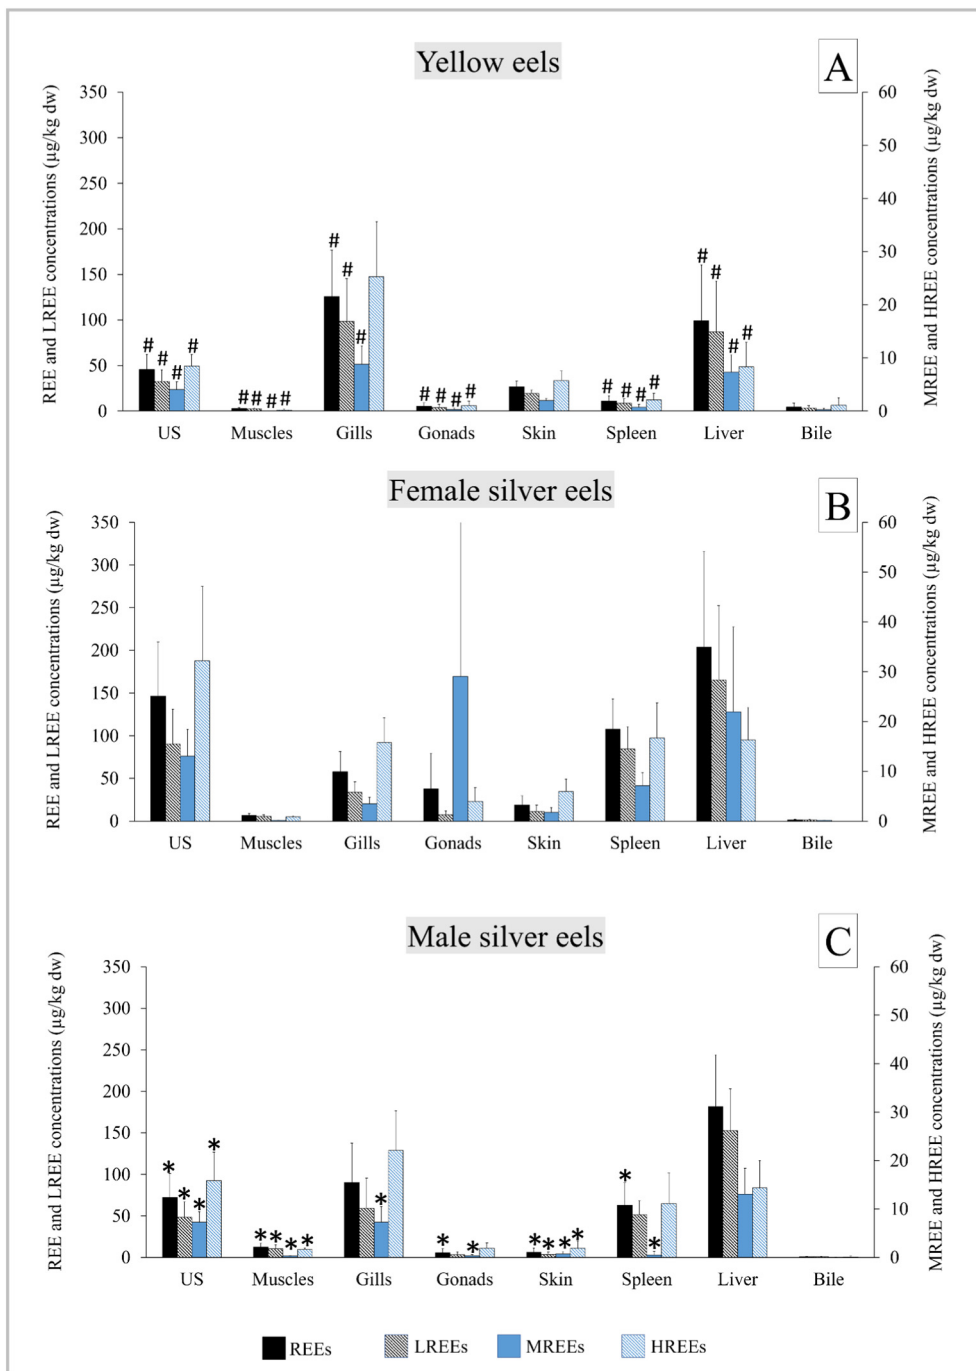 Yellow eels
A
REE and LREE concentrations (µg/kg dw)
MREE and HREE concentrations (µg/kg dw)
350
300
250
200
150
100
50
0
60
50
40
30
20
10
0
# # # #
# # # #
# # #
# # # #
# # # #
# # # #
US Muscles Gills Gonads Skin Spleen Liver Bile
Female silver eels
B
REE and LREE concentrations (µg/kg dw)
MREE and HREE concentrations (µg/kg dw)
350
300
250
200
150
100
50
0
60
50
40
30
20
10
0
US Muscles Gills Gonads Skin Spleen Liver Bile
Male silver eels
C
REE and LREE concentrations (µg/kg dw)
MREE and HREE concentrations (µg/kg dw)
350
300
250
200
150
100
50
0
60
50
40
30
20
10
0
* * * *
* * * *
*
* *
* * * *
* *
US Muscles Gills Gonads Skin Spleen Liver Bile
REEs LREEs MREEs HREEs